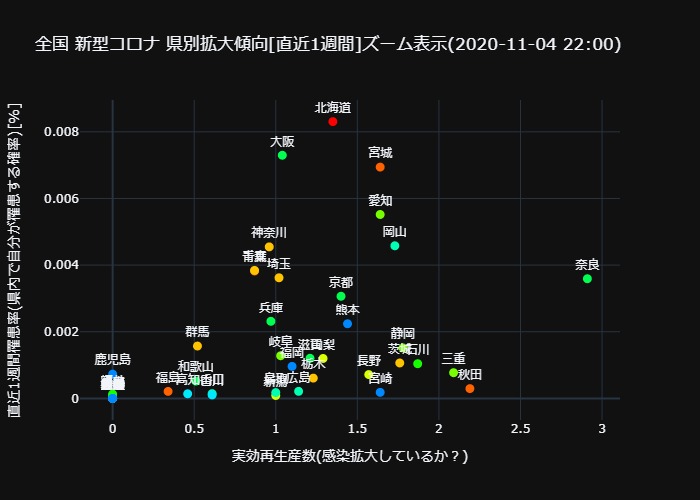 全国 新型コロナ 県別拡大傾向[直近1週間]ズーム表示(2020-11-04 22:00)
直近1週間罹患率(県内で自分が罹患する確率)[%]
0.008
0.006
0.004
0.002
0
北海道
大阪
宮城
愛知
岡山
神奈川
埼玉
奈良
京都
兵庫
熊本
群馬
静岡
岐阜
福岡
滋賀
茨城
石川
栃木
長野
三重
鹿児島
和歌山
宮崎
秋田
福島
高知
香川
広島
0
0.5
1
1.5
2
2.5
3
実効再生産数(感染拡大しているか？)